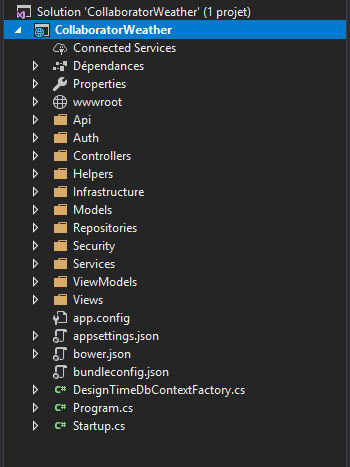 Solution 'CollaboratorWeather' (1 projet)
CollaboratorWeather
Connected Services
Dépendances
Properties
wwwroot
Api
Auth
Controllers
Helpers
Infrastructure
Models
Repositories
Security
Services
ViewModels
Views
app.config
appsettings.json
bower.json
bundleconfig.json
C# DesignTimeDbContextFactory.cs
C# Program.cs
C# Startup.cs